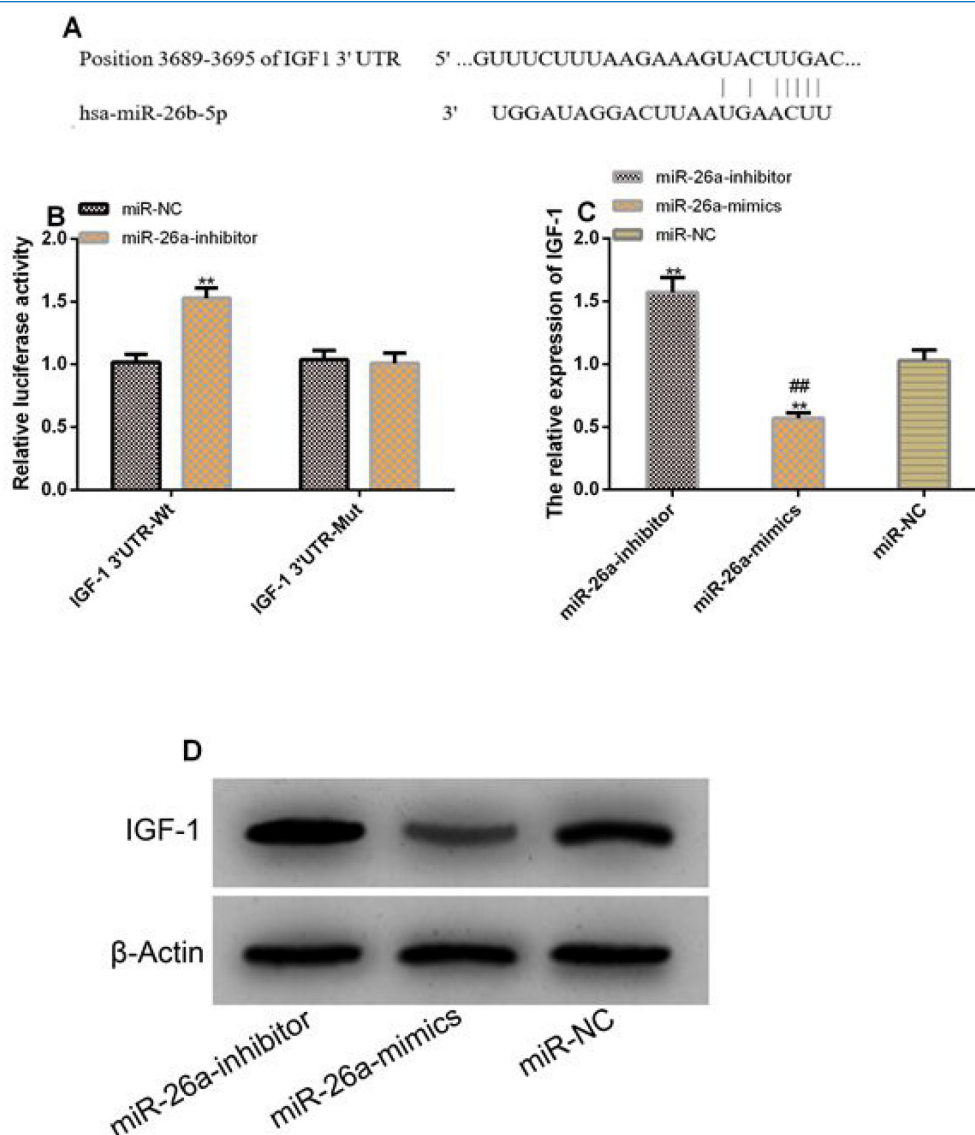 A
Position 3689-3695 of IGF1 3' UTR 5' ...GUUUCUUUAAGAAAGUACUUGAC...
hsa-miR-26b-5p 3' UGGAUAGGACUUAAUGAACUU
B
miR-NC
miR-26a-inhibitor
Relative luciferase activity
2.0
1.5
1.0
0.5
0.0
**
IGF-1 3'UTR-Wt
IGF-1 3'UTR-Mut
C
miR-26a-inhibitor
miR-26a-mimics
miR-NC
The relative expression of IGF-1
2.0
1.5
1.0
0.5
0.0
**
##
**
miR-26a-inhibitor
miR-26a-mimics
miR-NC
D
IGF-1
β-Actin
miR-26a-inhibitor
miR-26a-mimics
miR-NC